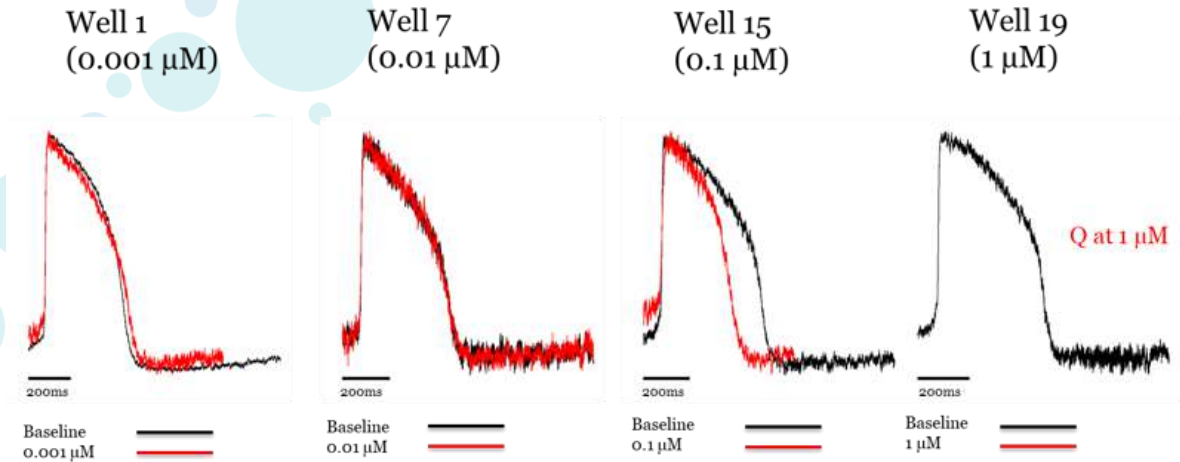 Well 1
(0.001 µM)
Well 7
(0.01 µM)
Well 15
(0.1 µM)
Well 19
(1 µM)
Q at 1 µM
200ms
200ms
200ms
200ms
Baseline
0.001 µM
Baseline
0.01 µM
Baseline
0.1 µM
Baseline
1 µM